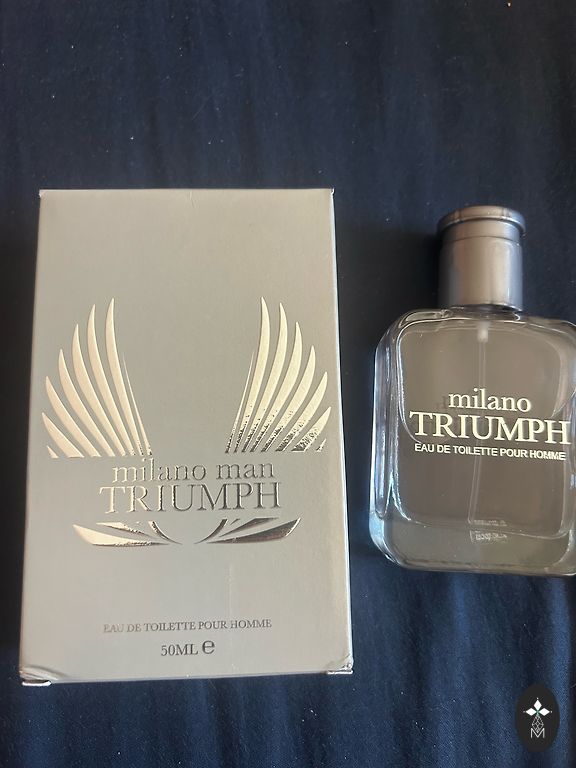 milano man
TRIUMPH
EAU DE TOILETTE POUR HOMME
50ML e
milano
TRIUMPH
EAU DE TOILETTE POUR HOMME